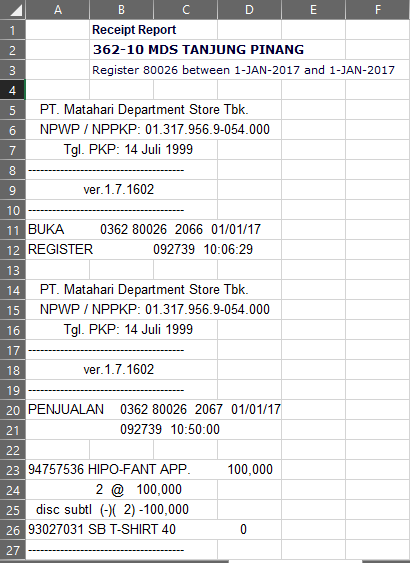 A B C D E F
1 Receipt Report
2 362-10 MDS TANJUNG PINANG
3 Register 80026 between 1-JAN-2017 and 1-JAN-2017
4
5 PT. Matahari Department Store Tbk.
6 NPWP / NPPKP: 01.317.956.9-054.000
7 Tgl. PKP: 14 Juli 1999
8 ---------------------------------------
9 ver.1.7.1602
10 ---------------------------------------
11 BUKA 0362 80026 2066 01/01/17
12 REGISTER 092739 10:06:29
13
14 PT. Matahari Department Store Tbk.
15 NPWP / NPPKP: 01.317.956.9-054.000
16 Tgl. PKP: 14 Juli 1999
17 ---------------------------------------
18 ver.1.7.1602
19 ---------------------------------------
20 PENJUALAN 0362 80026 2067 01/01/17
21 092739 10:50:00
22
23 94757536 HIPO-FANT APP. 100,000
24 2 @ 100,000
25 disc subtl (-)( 2) -100,000
26 93027031 SB T-SHIRT 40 0
27 ---------------------------------------